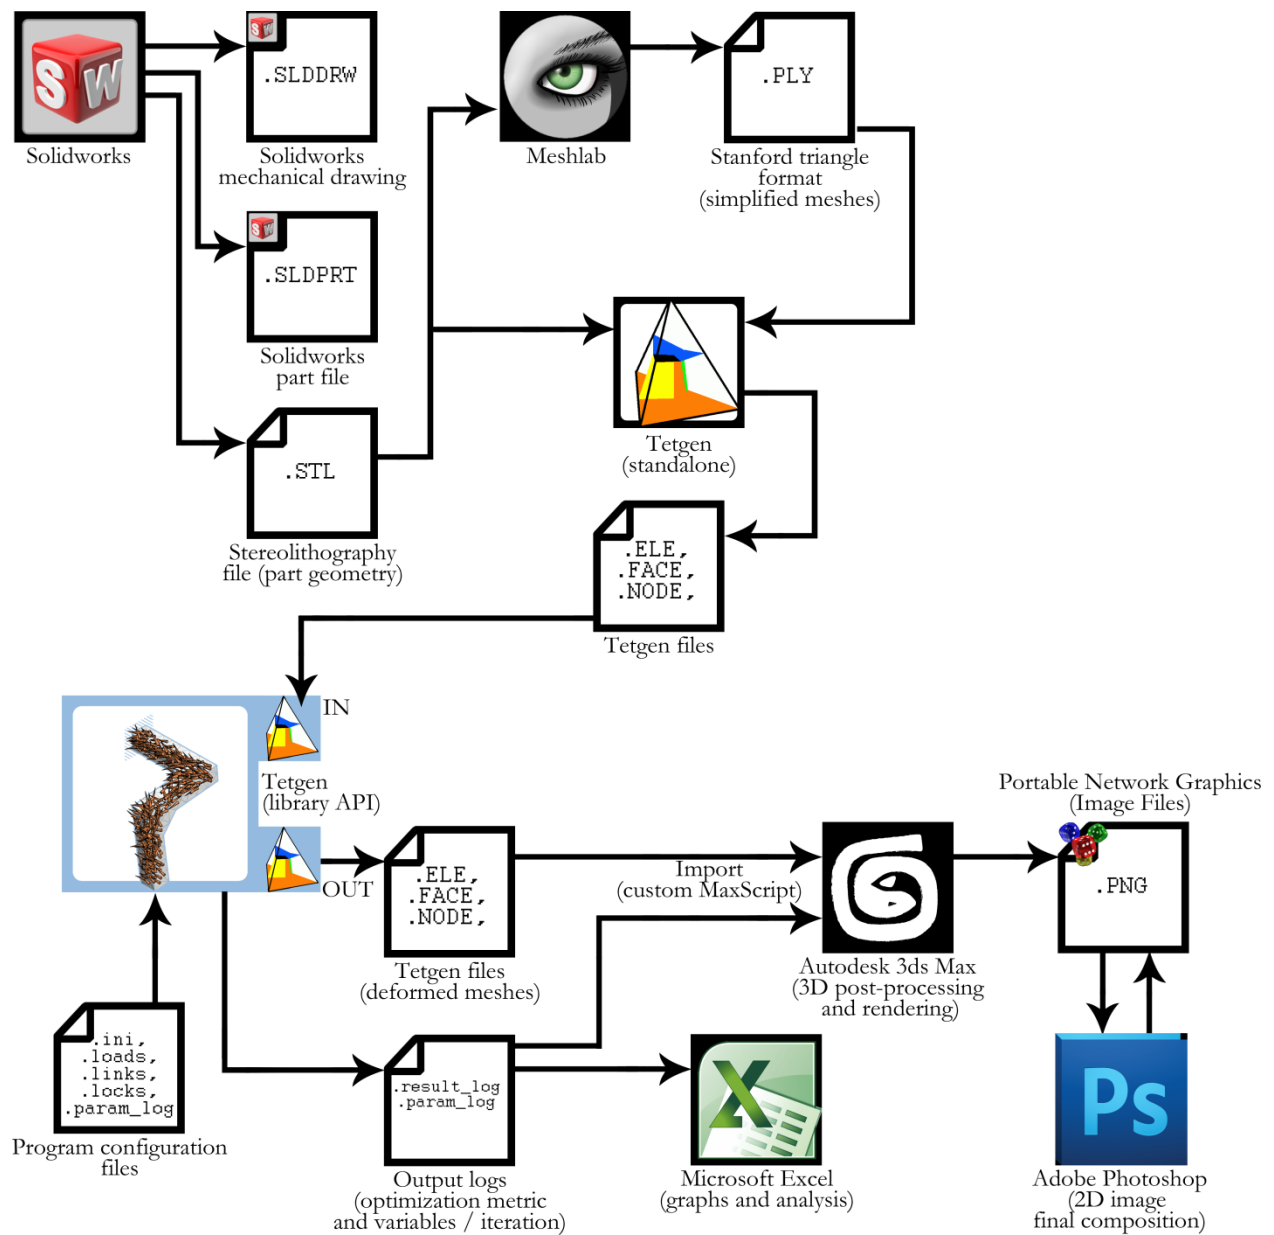 S W
Solidworks
S W
.SLDDRW
Solidworks
mechanical drawing
Meshlab
.PLY
Stanford triangle
format
(simplified meshes)
S W
.SLDPRT
Solidworks
part file
.STL
Stereolithography
file (part geometry)
Tetgen
(standalone)
.ELE,
.FACE,
.NODE,
Tetgen files
IN
Tetgen
(library API)
OUT
.ELE,
.FACE,
.NODE,
Tetgen files
(deformed meshes)
Import
(custom MaxScript)
Autodesk 3ds Max
(3D post-processing
and rendering)
Portable Network Graphics
(Image Files)
.PNG
.ini,
.loads,
.links,
.locks,
.param_log
Program configuration
files
.result_log
.param_log
Output logs
(optimization metric
and variables / iteration)
X
Microsoft Excel
(graphs and analysis)
Ps
Adobe Photoshop
(2D image
final composition)